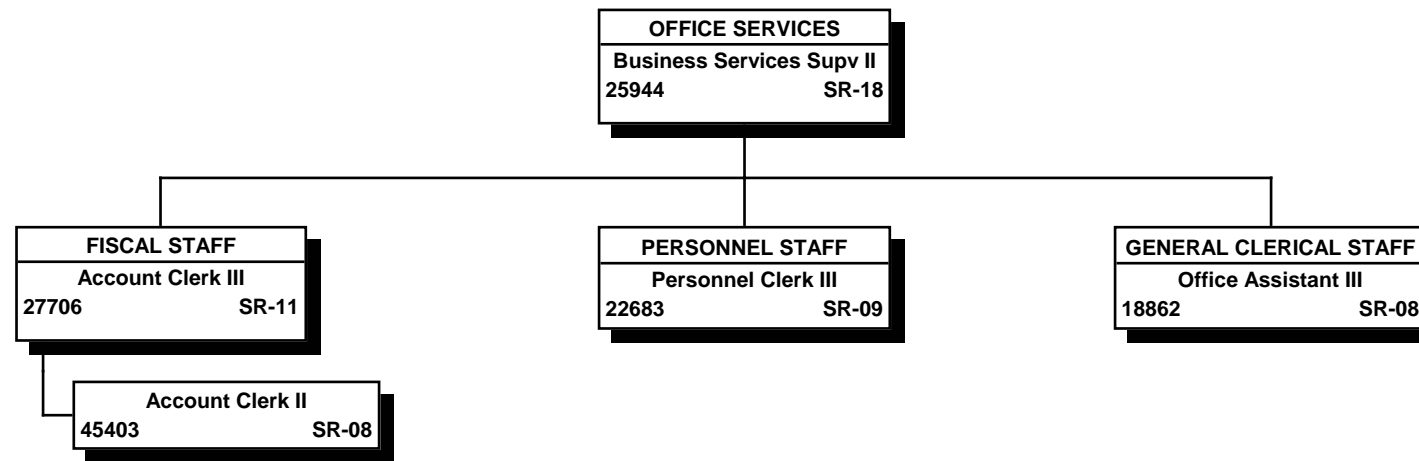 OFFICE SERVICES
Business Services Supv II
25944 SR-18
FISCAL STAFF
Account Clerk III
27706 SR-11
PERSONNEL STAFF
Personnel Clerk III
22683 SR-09
GENERAL CLERICAL STAFF
Office Assistant III
18862 SR-08
Account Clerk II
45403 SR-08